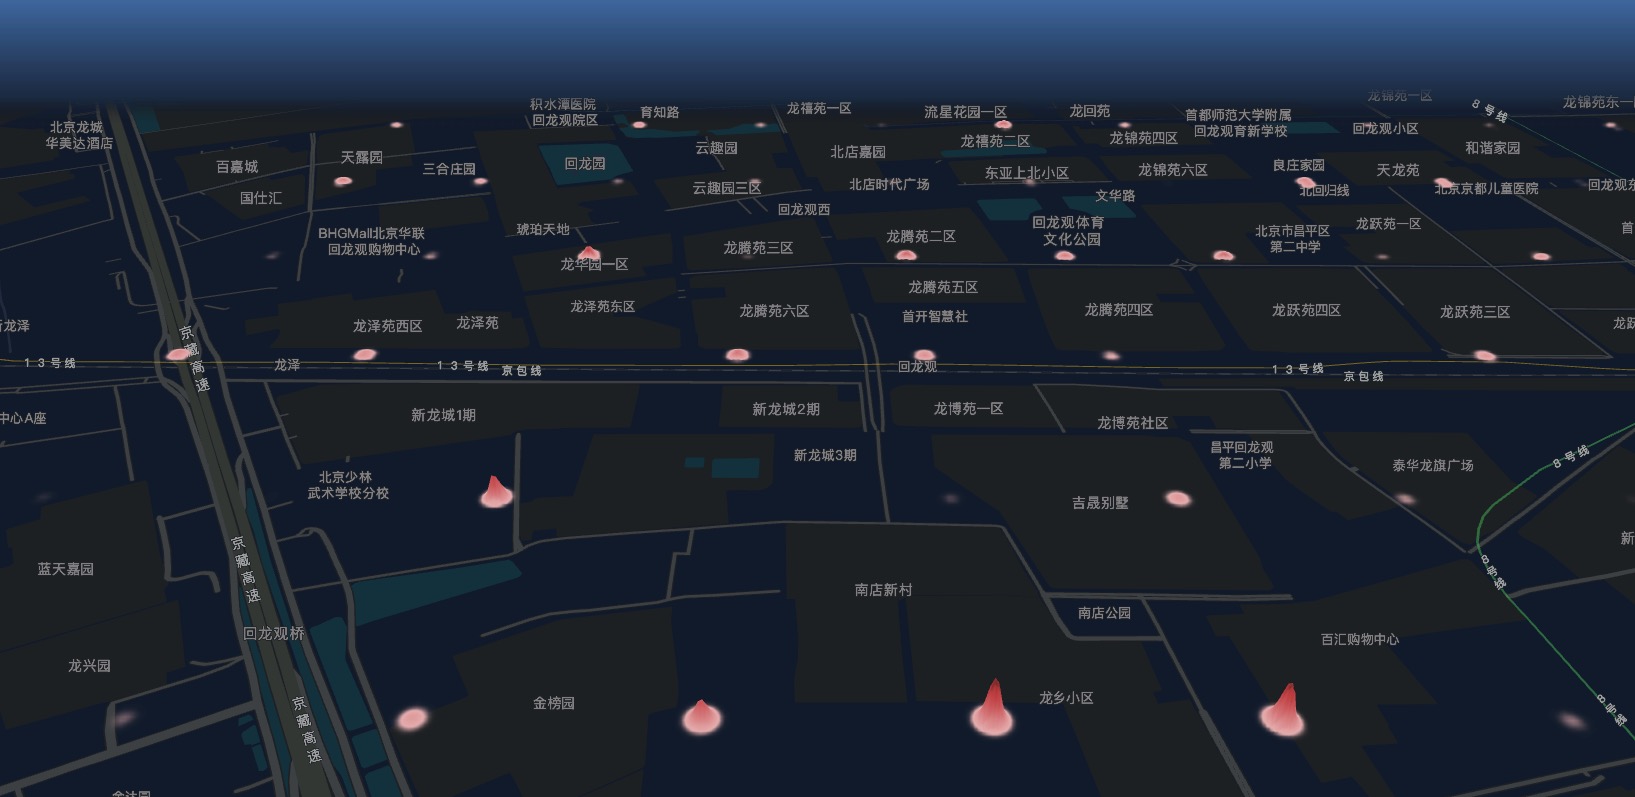 龙锦苑一区
积水潭医院
回龙观院区
育知路
龙禧苑一区
流星花园一区
龙回苑
首都师范大学附属
回龙观育新学校
8号线
龙锦苑东一
北京龙城
华美达酒店
云趣园
龙禧苑二区
龙锦苑四区
回龙观小区
百嘉城
天露园
三合庄园
回龙园
北店嘉园
和谐家园
国仕汇
云趣园三区
北店时代广场
东亚上北小区
龙锦苑六区
良庄家园
天龙苑
北回归线
北京京都儿童医院
回龙观东
文华路
回龙观西
BHGMall北京华联
回龙观购物中心
琥珀天地
龙腾苑三区
龙腾苑二区
回龙观体育
文化公园
北京市昌平区
第二中学
龙跃苑一区
首
龙华园一区
龙泽苑东区
龙腾苑五区
龙泽
龙泽苑西区
龙泽苑
龙腾苑六区
首开智慧社
龙腾苑四区
龙跃苑四区
龙跃苑三区
龙跃
京藏高速
13号线
龙泽
13号线
京包线
回龙观
13号线
京包线
中心A座
新龙城1期
新龙城2期
龙博苑一区
龙博苑社区
新龙城3期
昌平回龙观
第二小学
泰华龙旗广场
8号线
北京少林
武术学校分校
吉晟别墅
新
蓝天嘉园
京藏高速
南店新村
8号线
南店公园
回龙观桥
百汇购物中心
龙兴园
金榜园
龙乡小区
京藏高速
8号线